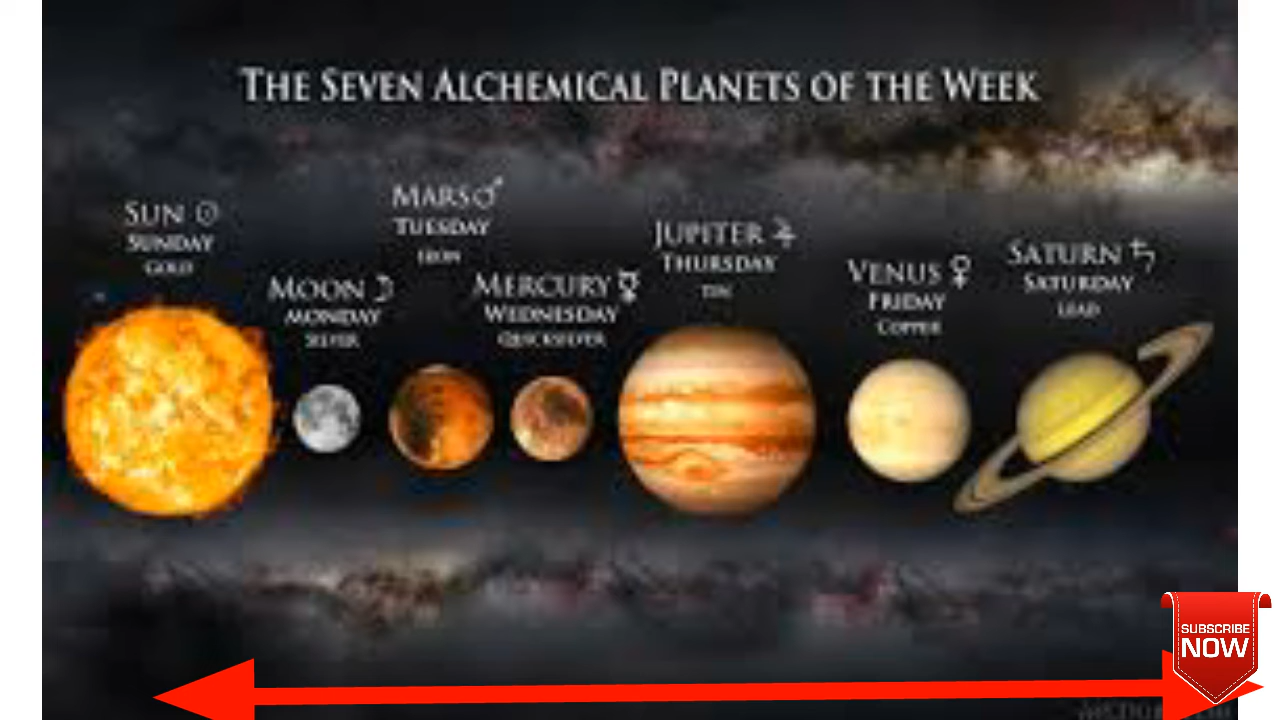 THE SEVEN ALCHEMICAL PLANETS OF THE WEEK
SUN ☉
SUNDAY
GOLD
MOON ☽
MONDAY
SILVER
MARS ♂
TUESDAY
IRON
MERCURY ☿
WEDNESDAY
QUICKSILVER
JUPITER ♃
THURSDAY
TIN
VENUS ♀
FRIDAY
COPPER
SATURN ♄
SATURDAY
LEAD
SUBSCRIBE
NOW